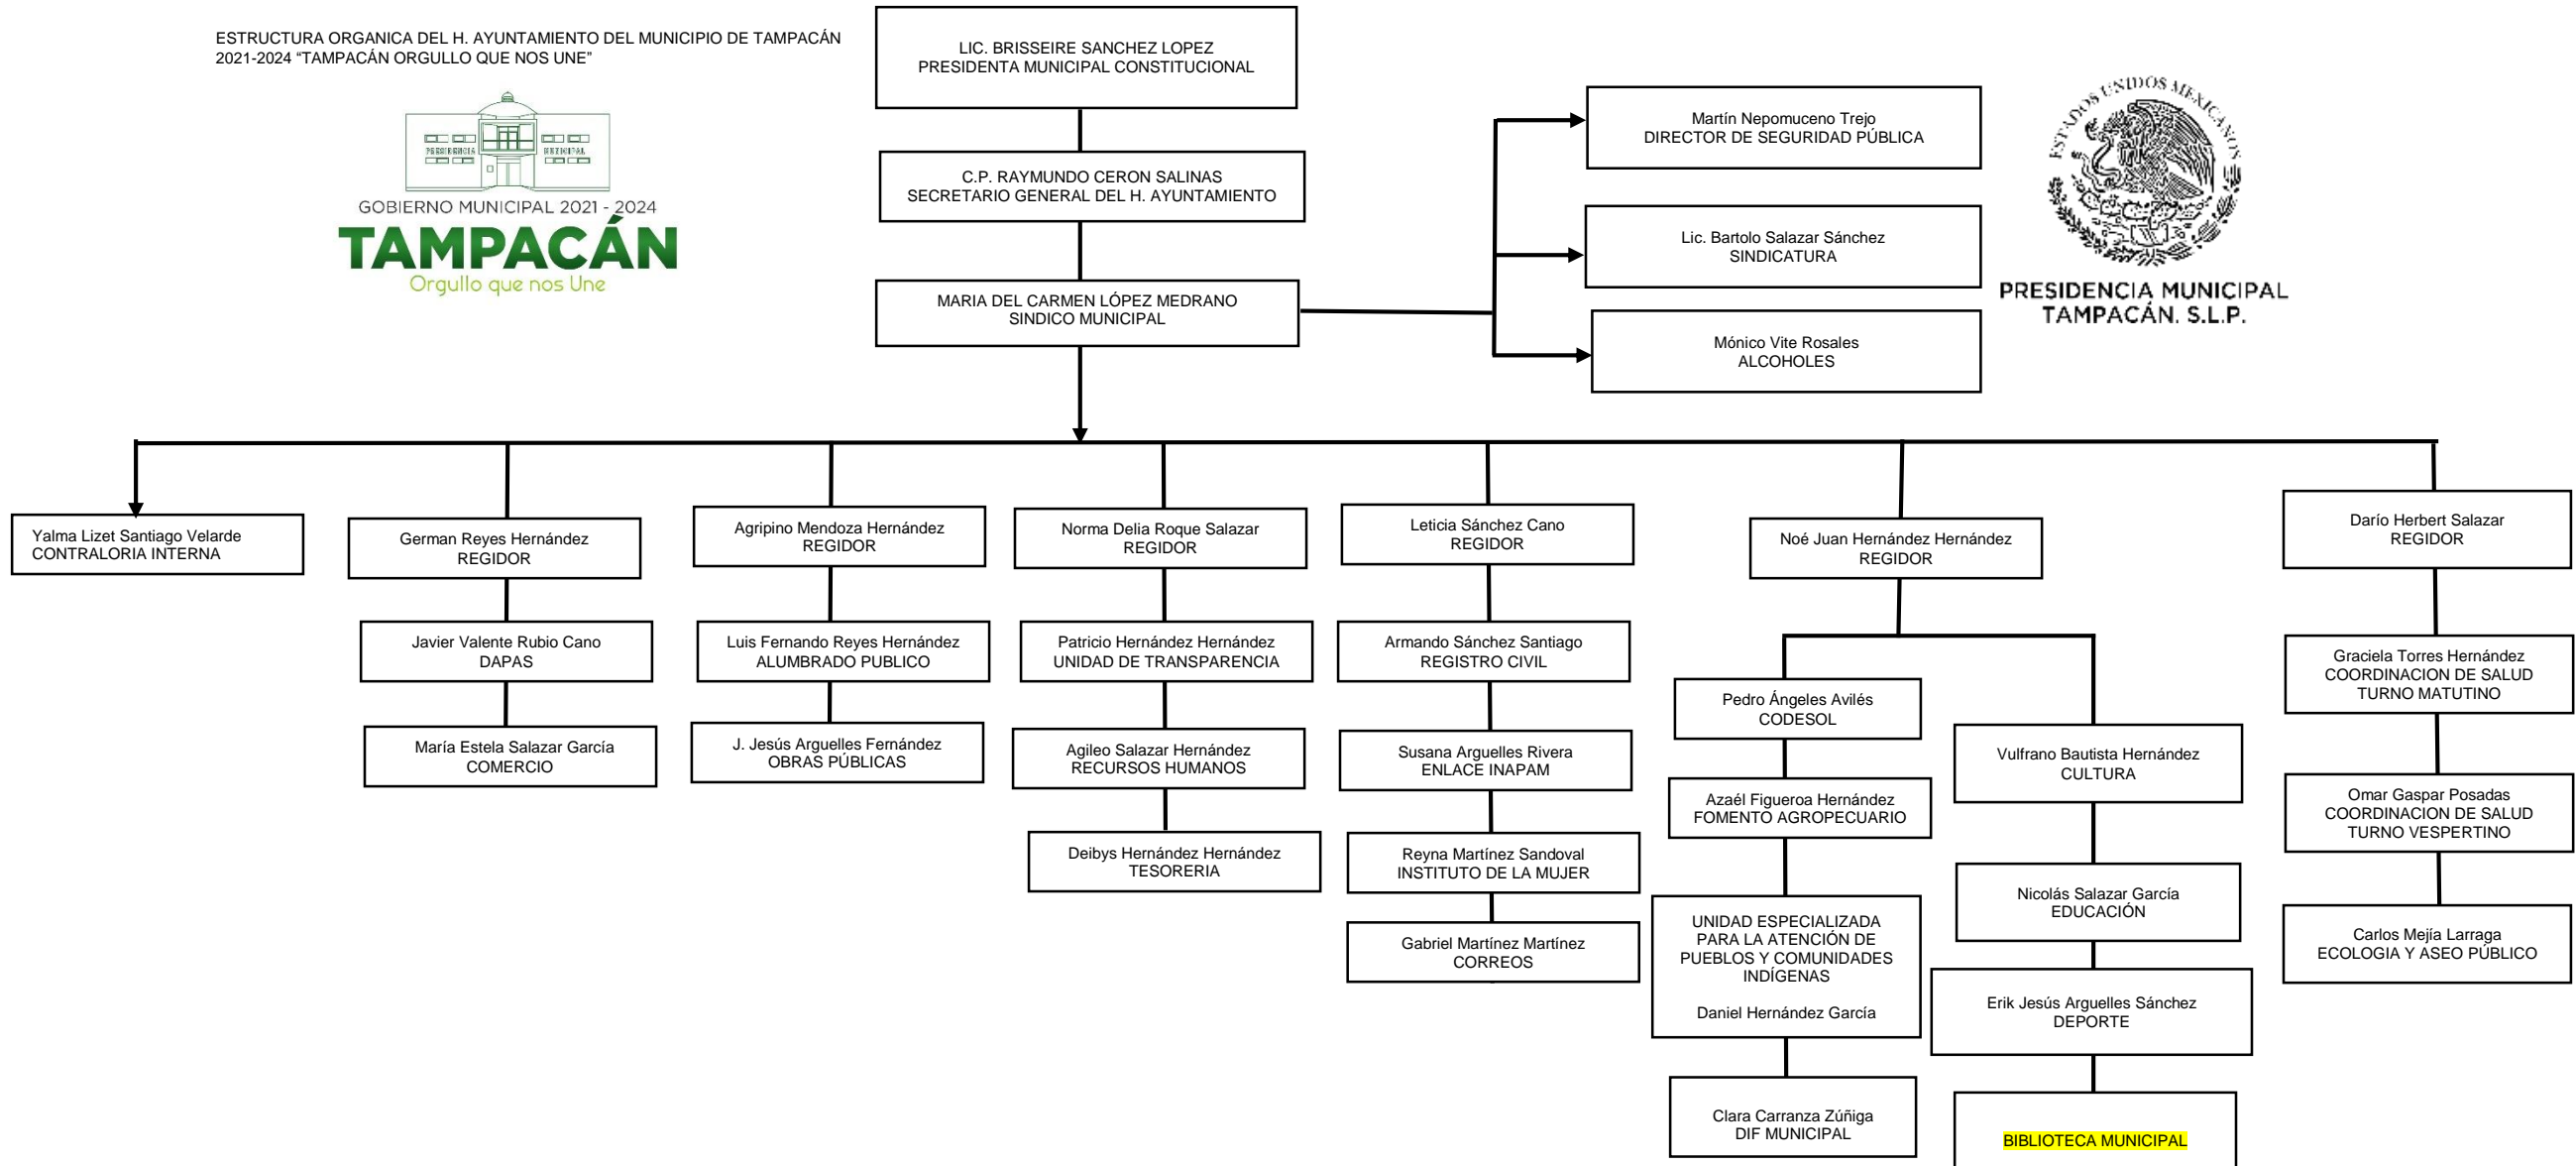 ESTRUCTURA ORGANICA DEL H. AYUNTAMIENTO DEL MUNICIPIO DE TAMPACÁN
2021-2024 “TAMPACÁN ORGULLO QUE NOS UNE”
PRESIDENCIA MUNICIPAL
GOBIERNO MUNICIPAL 2021 - 2024
TAMPACÁN
Orgullo que nos Une
LIC. BRISSEIRE SANCHEZ LOPEZ
PRESIDENTA MUNICIPAL CONSTITUCIONAL
C.P. RAYMUNDO CERON SALINAS
SECRETARIO GENERAL DEL H. AYUNTAMIENTO
MARIA DEL CARMEN LÓPEZ MEDRANO
SINDICO MUNICIPAL
Martín Nepomuceno Trejo
DIRECTOR DE SEGURIDAD PÚBLICA
Lic. Bartolo Salazar Sánchez
SINDICATURA
Mónico Vite Rosales
ALCOHOLES
ESTADOS UNIDOS MEXICANOS
PRESIDENCIA MUNICIPAL
TAMPACÁN. S.L.P.
Yalma Lizet Santiago Velarde
CONTRALORIA INTERNA
German Reyes Hernández
REGIDOR
Javier Valente Rubio Cano
DAPAS
María Estela Salazar García
COMERCIO
Agripino Mendoza Hernández
REGIDOR
Luis Fernando Reyes Hernández
ALUMBRADO PUBLICO
J. Jesús Arguelles Fernández
OBRAS PÚBLICAS
Norma Delia Roque Salazar
REGIDOR
Patricio Hernández Hernández
UNIDAD DE TRANSPARENCIA
Agileo Salazar Hernández
RECURSOS HUMANOS
Deibys Hernández Hernández
TESORERIA
Leticia Sánchez Cano
REGIDOR
Armando Sánchez Santiago
REGISTRO CIVIL
Susana Arguelles Rivera
ENLACE INAPAM
Reyna Martínez Sandoval
INSTITUTO DE LA MUJER
Gabriel Martínez Martínez
CORREOS
Noé Juan Hernández Hernández
REGIDOR
Pedro Ángeles Avilés
CODESOL
Azaél Figueroa Hernández
FOMENTO AGROPECUARIO
UNIDAD ESPECIALIZADA
PARA LA ATENCIÓN DE
PUEBLOS Y COMUNIDADES
INDÍGENAS
Daniel Hernández García
Clara Carranza Zúñiga
DIF MUNICIPAL
Vulfrano Bautista Hernández
CULTURA
Nicolás Salazar García
EDUCACIÓN
Erik Jesús Arguelles Sánchez
DEPORTE
BIBLIOTECA MUNICIPAL
Darío Herbert Salazar
REGIDOR
Graciela Torres Hernández
COORDINACION DE SALUD
TURNO MATUTINO
Omar Gaspar Posadas
COORDINACION DE SALUD
TURNO VESPERTINO
Carlos Mejía Larraga
ECOLOGIA Y ASEO PÚBLICO